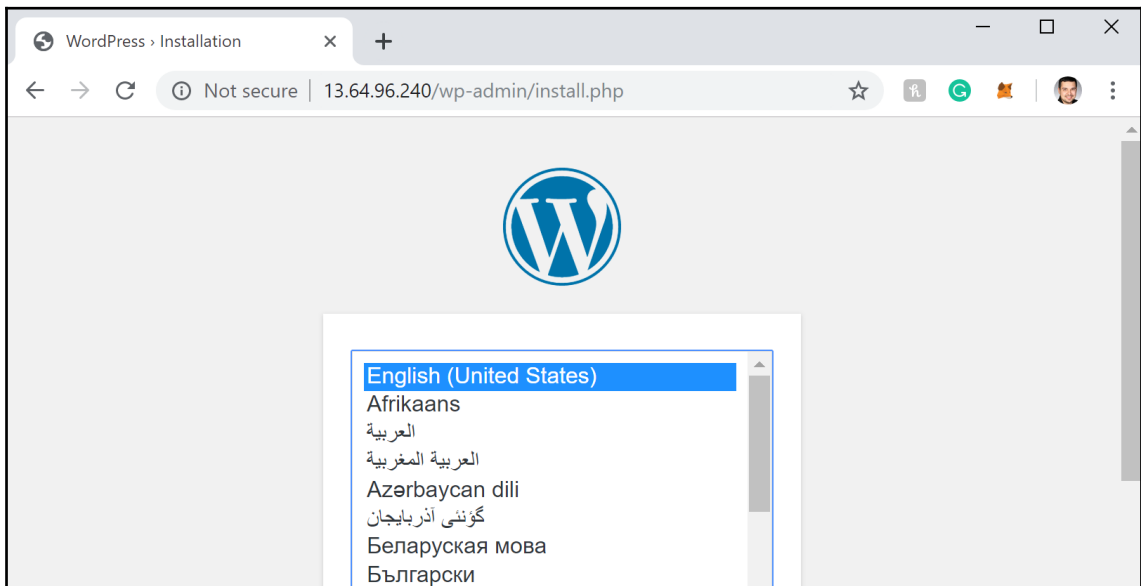 WordPress › Installation
Not secure | 13.64.96.240/wp-admin/install.php
English (United States)
Afrikaans
العربية
العربية المغربية
Azərbaycan dili
گؤنئی آذربایجان
Беларуская мова
Български